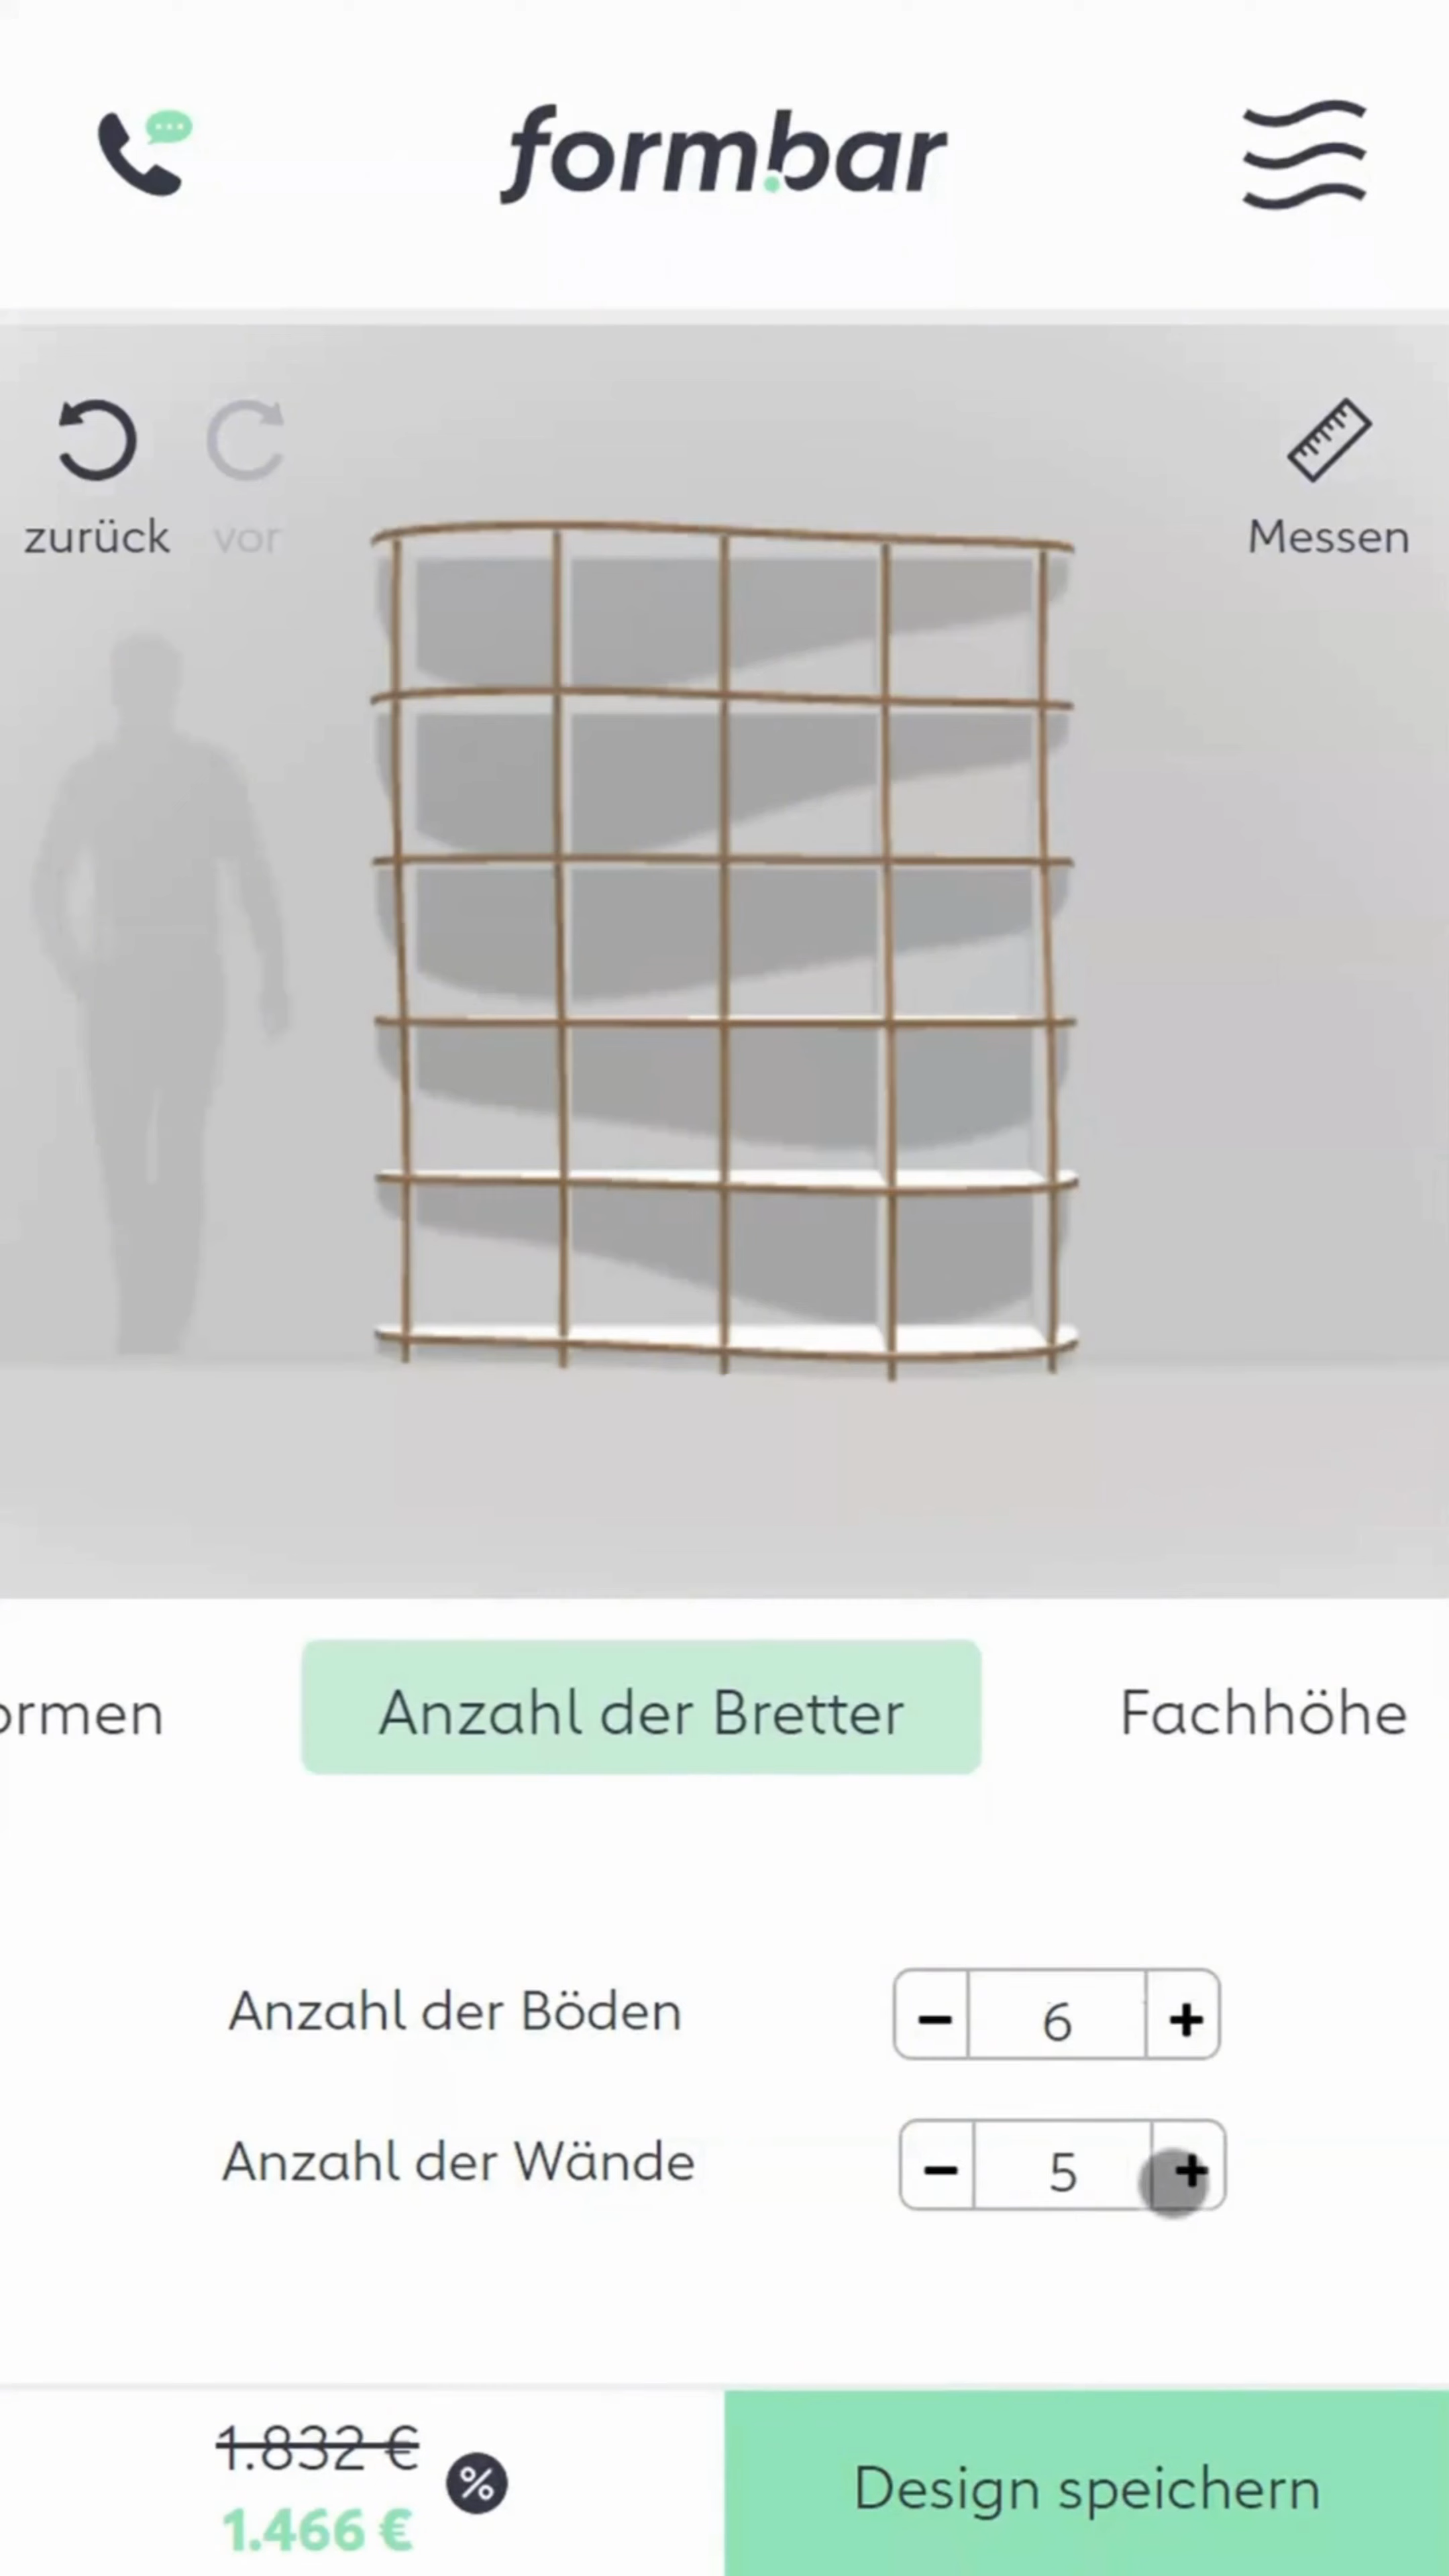 formbar
zurück vor
Messen
ormen
Anzahl der Bretter
Fachhöhe
Anzahl der Böden
− 6 +
Anzahl der Wände
− 5 +
1.832 €
%
1.466 €
Design speichern